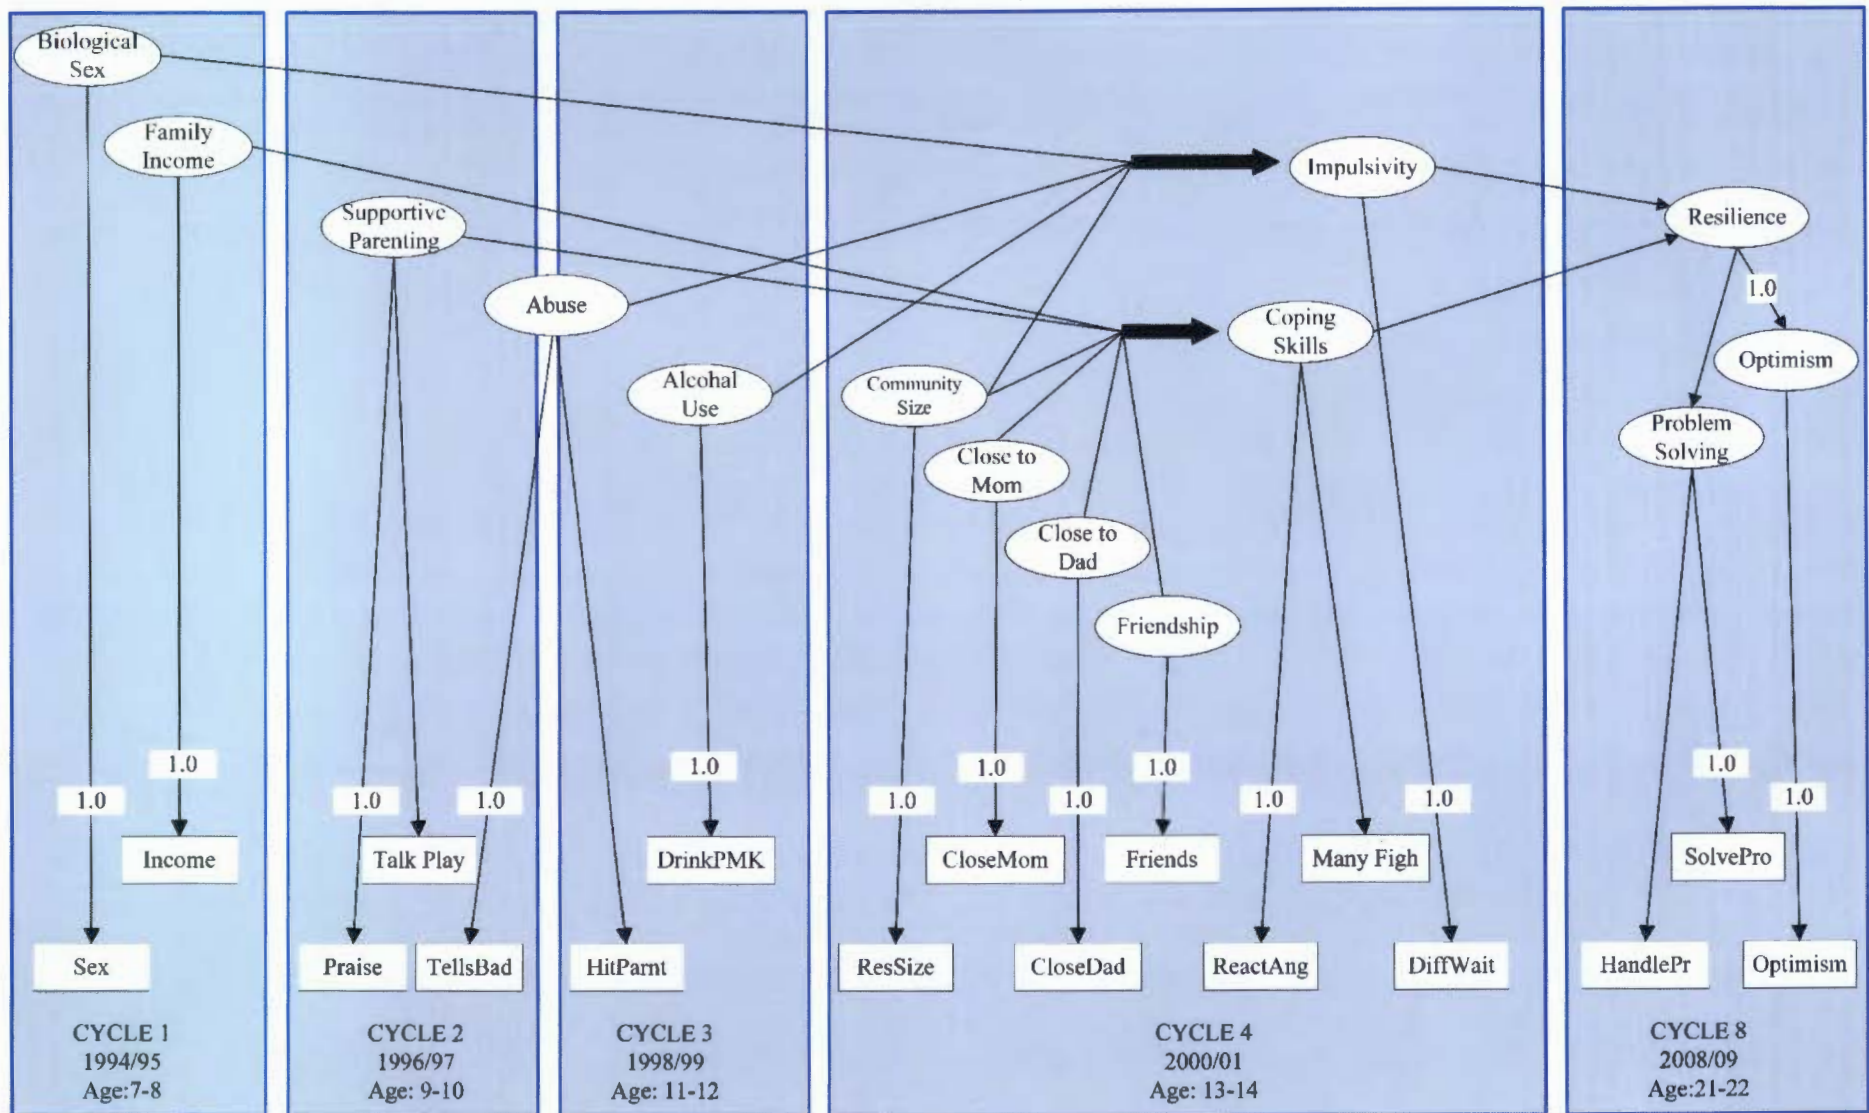 Biological
Sex
Family
Income
Supportive
Parenting
Abuse
Alcohal
Use
Community
Size
Close to
Mom
Close to
Dad
Friendship
Impulsivity
Coping
Skills
Resilience
1.0
Optimism
Problem
Solving
1.0
1.0
1.0
1.0
1.0
1.0
1.0
1.0
1.0
1.0
1.0
1.0
1.0
Income
Talk Play
DrinkPMK
CloseMom
Friends
Many Figh
SolvePro
Sex
Praise
TellsBad
HitParnt
ResSize
CloseDad
ReactAng
DiffWait
HandlePr
Optimism
CYCLE 1
1994/95
Age:7-8
CYCLE 2
1996/97
Age: 9-10
CYCLE 3
1998/99
Age: 11-12
CYCLE 4
2000/01
Age: 13-14
CYCLE 8
2008/09
Age:21-22